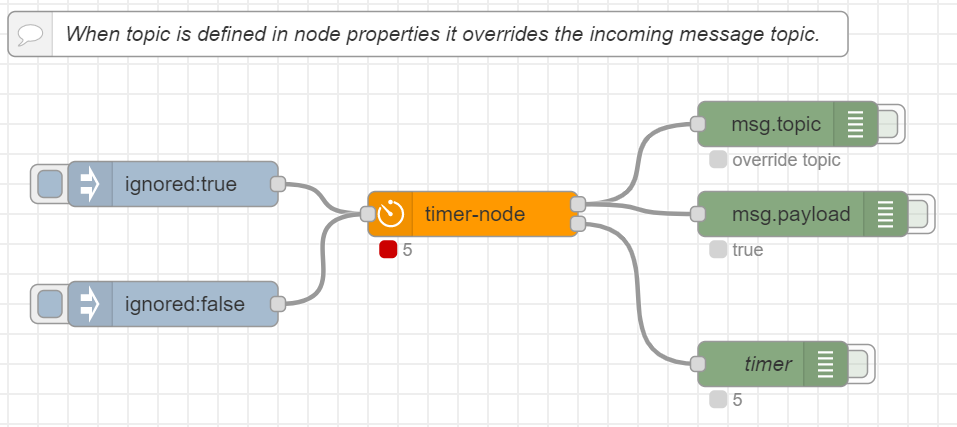 When topic is defined in node properties it overrides the incoming message topic.
msg.topic
override topic
ignored:true
timer-node
5
msg.payload
true
ignored:false
timer
5